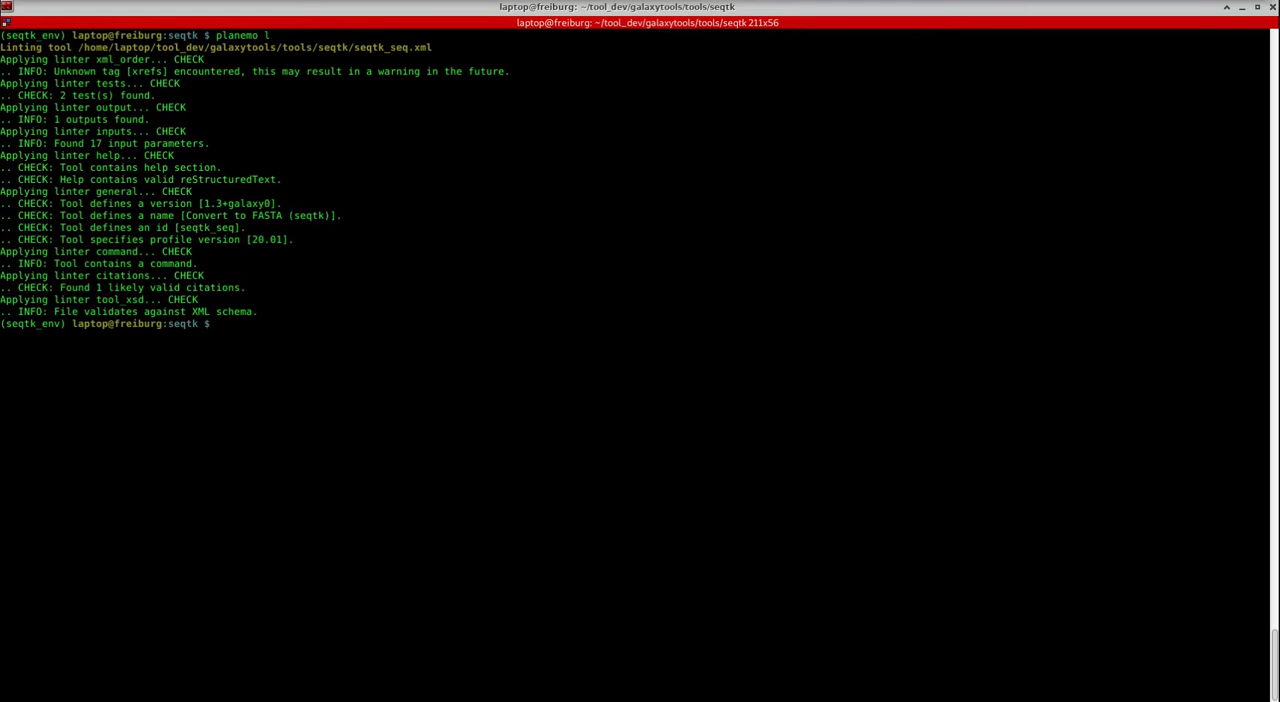 laptop@freiburg: ~/tool_dev/galaxytools/tools/seqtk
laptop@freiburg: ~/tool_dev/galaxytools/tools/seqtk 211x56
(seqtk_env) laptop@freiburg:seqtk $ planemo l
Linting tool /home/laptop/tool_dev/galaxytools/tools/seqtk/seqtk_seq.xml
Applying linter xml_order... CHECK
.. INFO: Unknown tag [xrefs] encountered, this may result in a warning in the future.
Applying linter tests... CHECK
.. CHECK: 2 test(s) found.
Applying linter output... CHECK
.. INFO: 1 outputs found.
Applying linter inputs... CHECK
.. INFO: Found 17 input parameters.
Applying linter help... CHECK
.. CHECK: Tool contains help section.
.. CHECK: Help contains valid reStructuredText.
Applying linter general... CHECK
.. CHECK: Tool defines a version [1.3+galaxy0].
.. CHECK: Tool defines a name [Convert to FASTA (seqtk)].
.. CHECK: Tool defines an id [seqtk_seq].
.. CHECK: Tool specifies profile version [20.01].
Applying linter command... CHECK
.. INFO: Tool contains a command.
Applying linter citations... CHECK
.. CHECK: Found 1 likely valid citations.
Applying linter tool_xsd... CHECK
.. INFO: File validates against XML schema.
(seqtk_env) laptop@freiburg:seqtk $